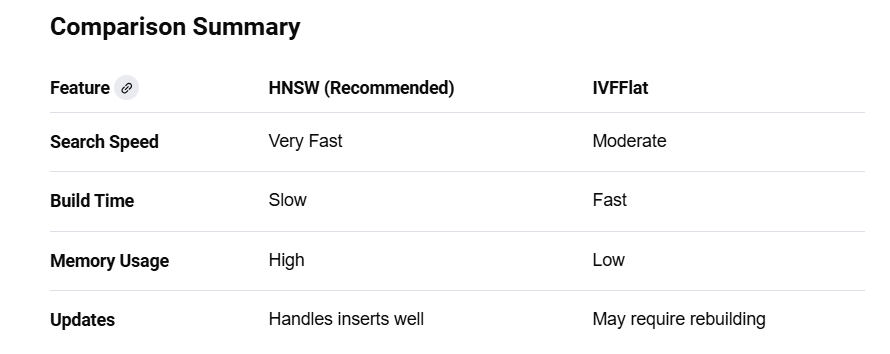 Comparison Summary
Feature HNSW (Recommended) IVFFlat
Search Speed Very Fast Moderate
Build Time Slow Fast
Memory Usage High Low
Updates Handles inserts well May require rebuilding